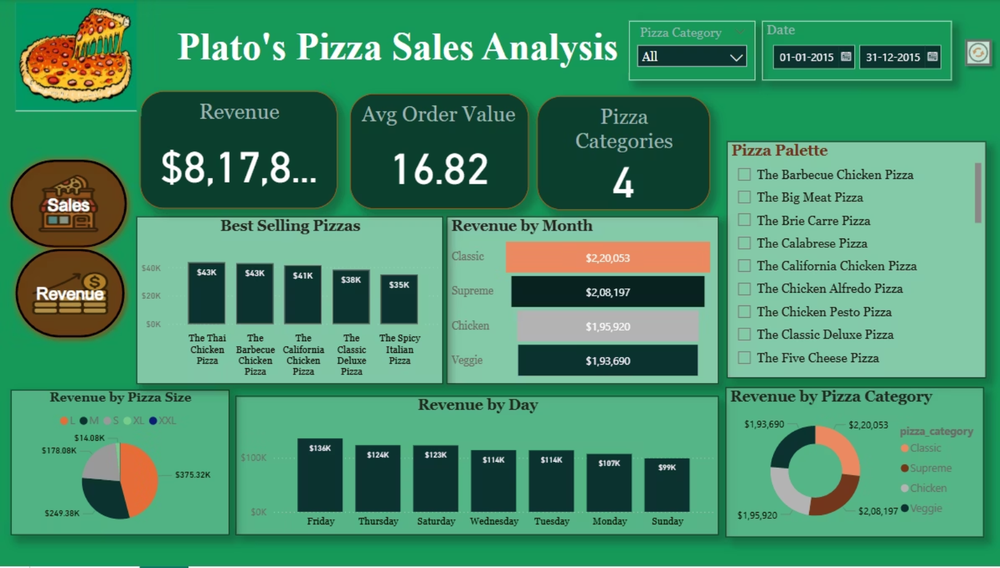 Plato's Pizza Sales Analysis
Pizza Category
All
Date
01-01-2015
31-12-2015
Revenue
$8,17,8...
Avg Order Value
16.82
Pizza
Categories
4
Sales
Revenue
Best Selling Pizzas
$40K
$20K
$0K
$43K
$43K
$41K
$38K
$35K
The Thai
Chicken
Pizza
The
Barbecue
Chicken
Pizza
The
California
Chicken
Pizza
The
Classic
Deluxe
Pizza
The Spicy
Italian
Pizza
Revenue by Month
Classic
$2,20,053
Supreme
$2,08,197
Chicken
$1,95,920
Veggie
$1,93,690
Pizza Palette
The Barbecue Chicken Pizza
The Big Meat Pizza
The Brie Carre Pizza
The Calabrese Pizza
The California Chicken Pizza
The Chicken Alfredo Pizza
The Chicken Pesto Pizza
The Classic Deluxe Pizza
The Five Cheese Pizza
Revenue by Pizza Size
L M S XL XXL
$14.08K
$178.08K
$375.32K
$249.38K
Revenue by Day
$100K
$0K
$136K
$124K
$123K
$114K
$114K
$107K
$99K
Friday
Thursday
Saturday
Wednesday
Tuesday
Monday
Sunday
Revenue by Pizza Category
$1,93,690
$2,20,053
$1,95,920
$2,08,197
pizza_category
Classic
Supreme
Chicken
Veggie